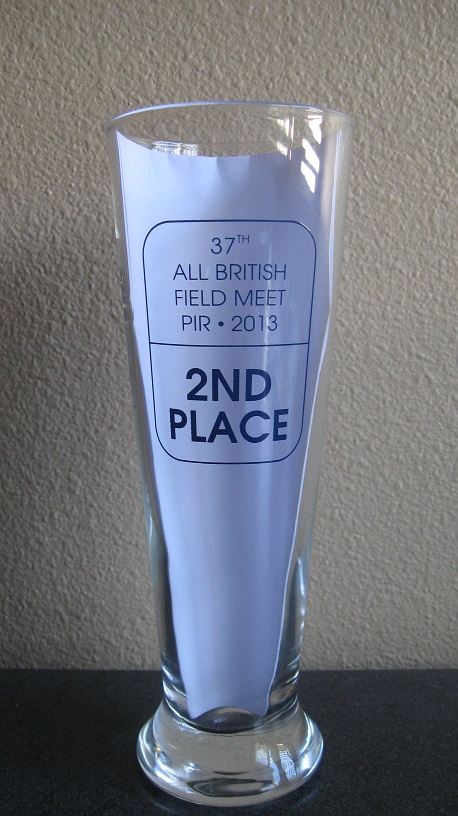 37TH
ALL BRITISH
FIELD MEET
PIR • 2013
2ND
PLACE